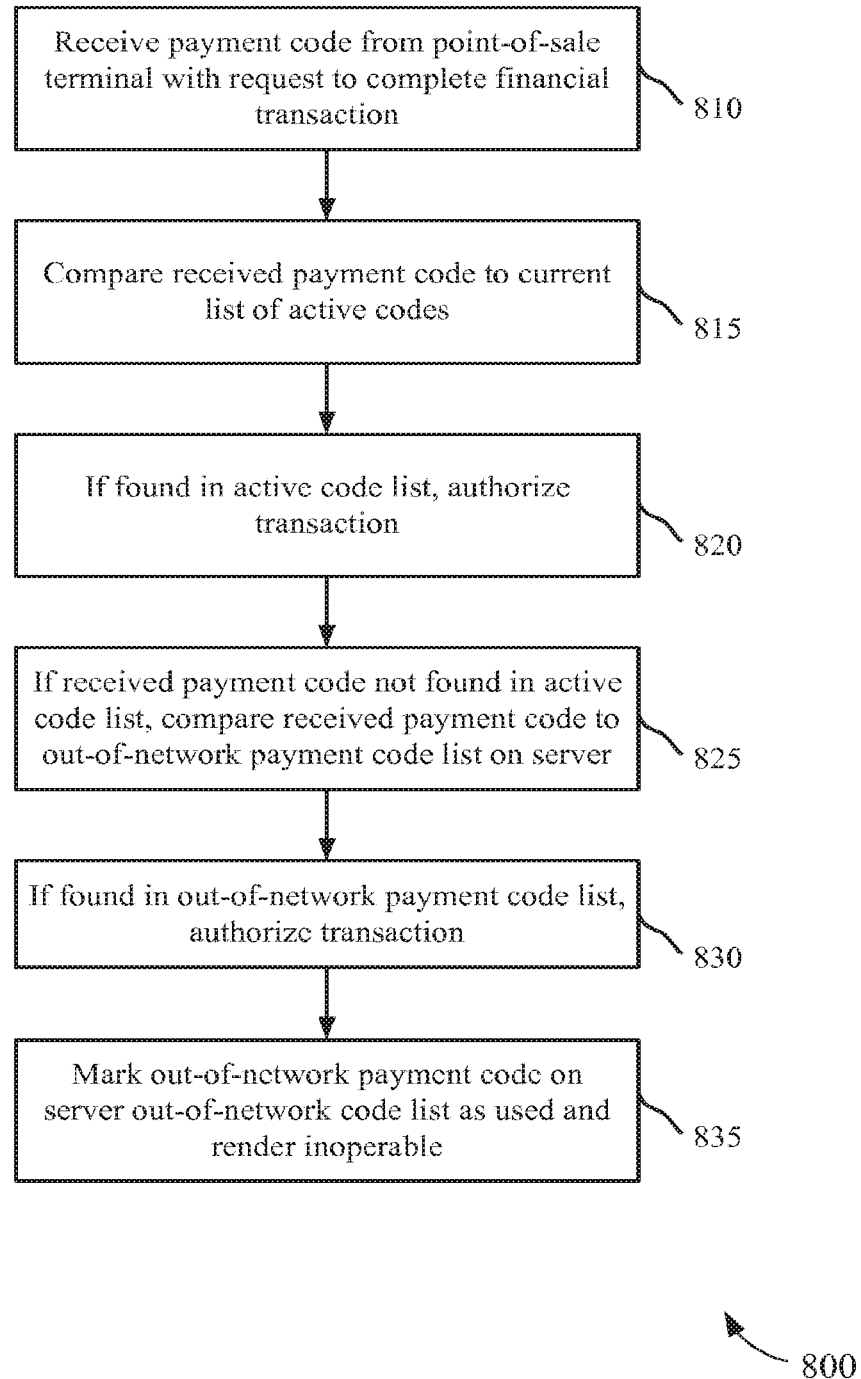 Receive payment code from point-of-sale
terminal with request to complete financial
transaction
810
Compare received payment code to current
list of active codes
815
If found in active code list, authorize
transaction
820
If received payment code not found in active
code list, compare received payment code to
out-of-network payment code list on server
825
If found in out-of-network payment code list,
authorize transaction
830
Mark out-of-network payment code on
server out-of-network code list as used and
render inoperable
835
800